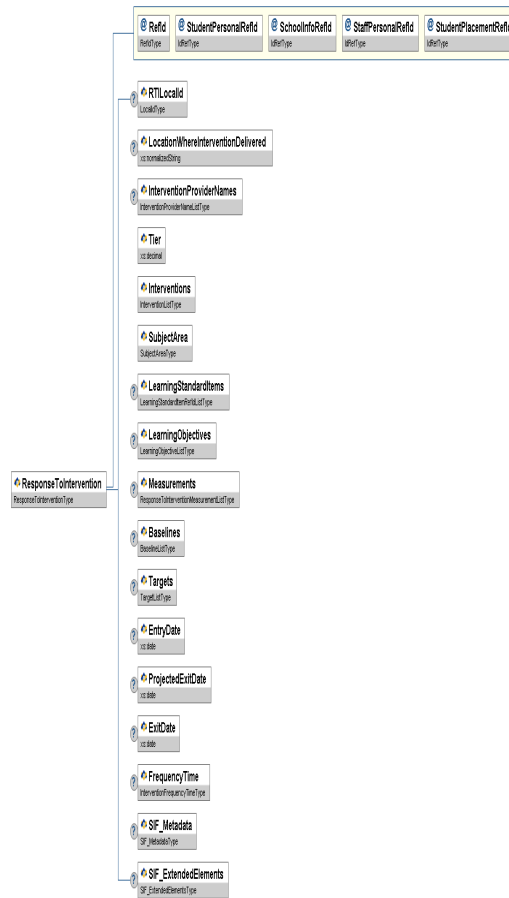 @ RefId
RefIdType
@ StudentPersonalRefId
IdRefType
@ SchoolInfoRefId
IdRefType
@ StaffPersonalRefId
IdRefType
@ StudentPlacementRefId
IdRefType
? RTILocalId
LocalIdType
? LocationWhereInterventionDelivered
xs:normalizedString
? InterventionProviderNames
InterventionProviderNameListType
Tier
xs:decimal
Interventions
InterventionListType
SubjectArea
SubjectAreaType
? LearningStandardItems
LearningStandardItemRefIdListType
? LearningObjectives
LearningObjectiveListType
ResponseToIntervention
ResponseToInterventionType
? Measurements
ResponseToInterventionMeasurementListType
? Baselines
BaselineListType
? Targets
TargetListType
? EntryDate
xs:date
? ProjectedExitDate
xs:date
? ExitDate
xs:date
? FrequencyTime
InterventionFrequencyTimeType
? SIF_Metadata
SIF_MetadataType
? SIF_ExtendedElements
SIF_ExtendedElementsType